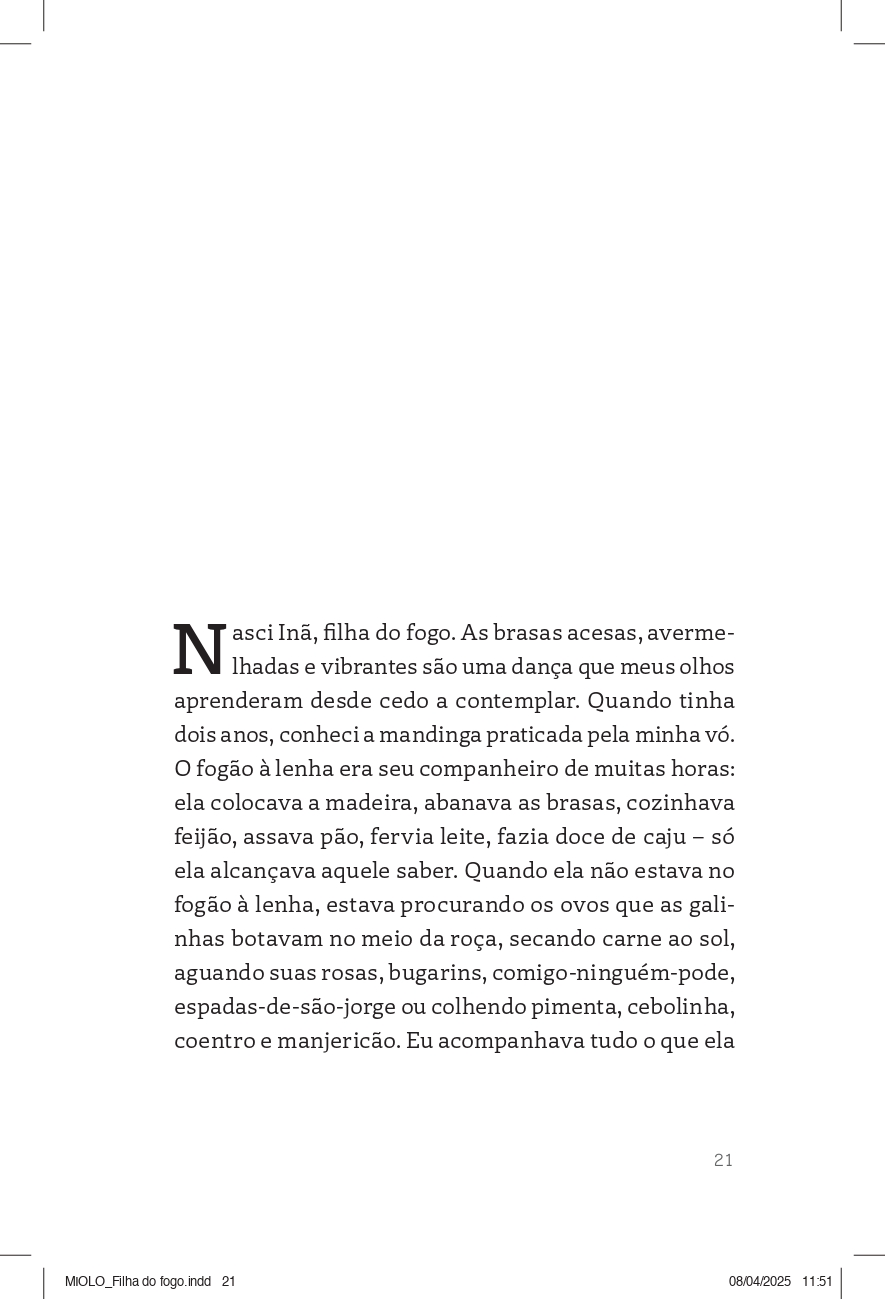 Nasci Inã, filha do fogo. As brasas acesas, averme-
lhadas e vibrantes são uma dança que meus olhos
aprenderam desde cedo a contemplar. Quando tinha
dois anos, conheci a mandinga praticada pela minha vó.
O fogão à lenha era seu companheiro de muitas horas:
ela colocava a madeira, abanava as brasas, cozinhava
feijão, assava pão, fervia leite, fazia doce de caju – só
ela alcançava aquele saber. Quando ela não estava no
fogão à lenha, estava procurando os ovos que as gali-
nhas botavam no meio da roça, secando carne ao sol,
aguando suas rosas, bugarins, comigo-ninguém-pode,
espadas-de-são-jorge ou colhendo pimenta, cebolinha,
coentro e manjericão. Eu acompanhava tudo o que ela
21
MIOLO_Filha do fogo.indd 21 08/04/2025 11:51